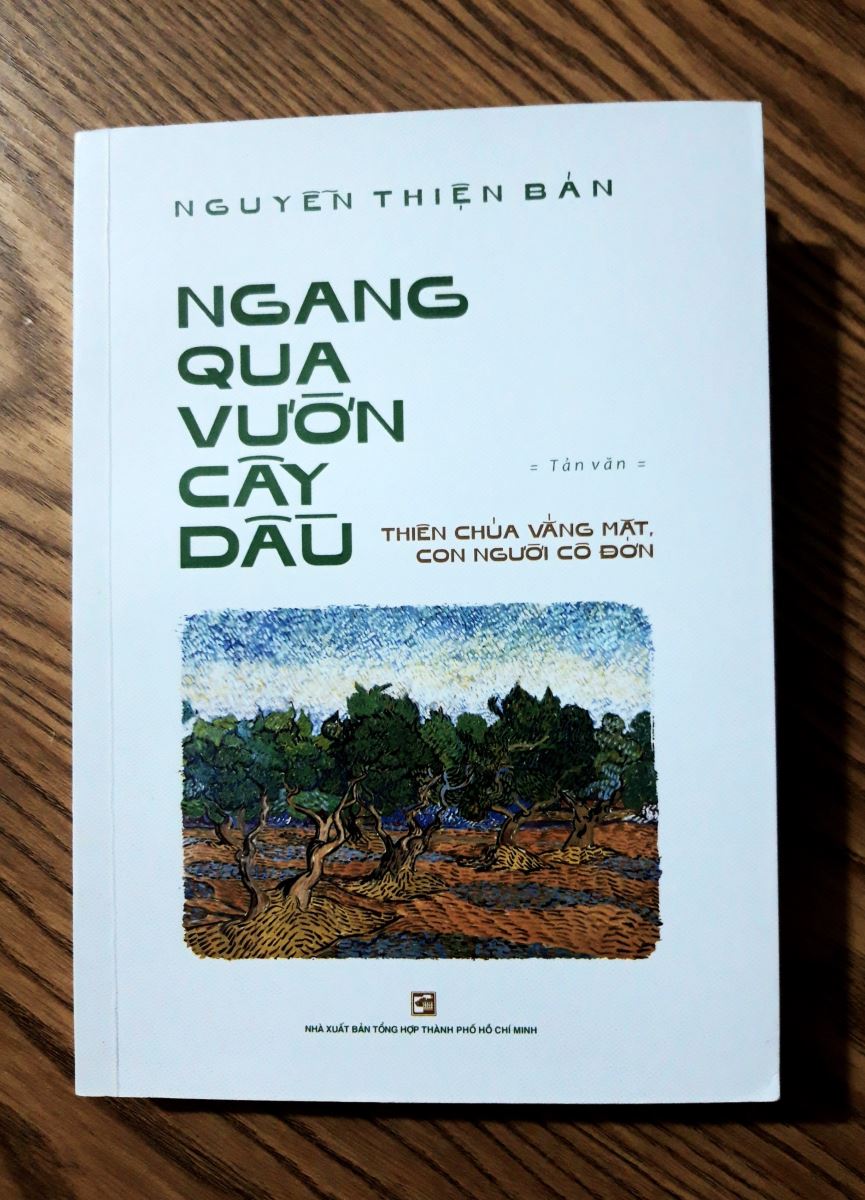 NGUYỄN THIỆN BẢN
NGANG
QUA
VƯỜN
CÂY
DẦU
= Tản văn =
THIÊN CHÚA VẮNG MẶT,
CON NGƯỜI CÔ ĐƠN
NHÀ XUẤT BẢN TỔNG HỢP THÀNH PHỐ HỒ CHÍ MINH